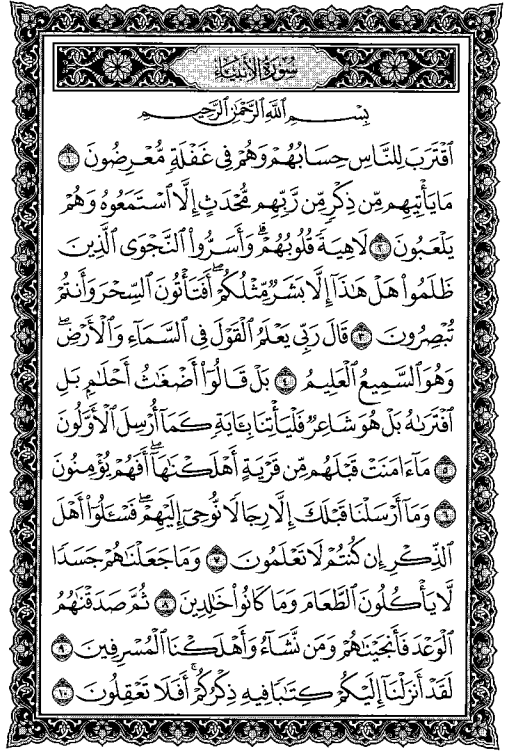 سُورَةُ الأَنبِيَاءِ
بِسْمِ ٱللَّهِ ٱلرَّحْمَٰنِ ٱلرَّحِيمِ
ٱقْتَرَبَ لِلنَّاسِ حِسَابُهُمْ وَهُمْ فِى غَفْلَةٍ مُّعْرِضُونَ ١
مَا يَأْتِيهِم مِّن ذِكْرٍ مِّن رَّبِّهِم مُّحْدَثٍ إِلَّا ٱسْتَمَعُوهُ وَهُمْ
يَلْعَبُونَ ٢ لَاهِيَةً قُلُوبُهُمْ ۗ وَأَسَرُّوا۟ ٱلنَّجْوَى ٱلَّذِينَ
ظَلَمُوا۟ هَلْ هَٰذَآ إِلَّا بَشَرٌ مِّثْلُكُمْ ۖ أَفَتَأْتُونَ ٱلسِّحْرَ وَأَنتُمْ
تُبْصِرُونَ ٣ قَالَ رَبِّى يَعْلَمُ ٱلْقَوْلَ فِى ٱلسَّمَآءِ وَٱلْأَرْضِ ۖ
وَهُوَ ٱلسَّمِيعُ ٱلْعَلِيمُ ٤ بَلْ قَالُوٓا۟ أَضْغَٰثُ أَحْلَٰمٍۭ بَلِ
ٱفْتَرَىٰهُ بَلْ هُوَ شَاعِرٌ فَلْيَأْتِنَا بِـَٔايَةٍ كَمَآ أُرْسِلَ ٱلْأَوَّلُونَ
٥ مَآ ءَامَنَتْ قَبْلَهُم مِّن قَرْيَةٍ أَهْلَكْنَٰهَآ ۖ أَفَهُمْ يُؤْمِنُونَ
٦ وَمَآ أَرْسَلْنَا قَبْلَكَ إِلَّا رِجَالًا نُّوحِىٓ إِلَيْهِمْ ۖ فَسْـَٔلُوٓا۟ أَهْلَ
ٱلذِّكْرِ إِن كُنتُمْ لَا تَعْلَمُونَ ٧ وَمَا جَعَلْنَٰهُمْ جَسَدًا
لَّا يَأْكُلُونَ ٱلطَّعَامَ وَمَا كَانُوا۟ خَٰلِدِينَ ٨ ثُمَّ صَدَقْنَٰهُمُ
ٱلْوَعْدَ فَأَنجَيْنَٰهُمْ وَمَن نَّشَآءُ وَأَهْلَكْنَا ٱلْمُسْرِفِينَ ٩
لَقَدْ أَنزَلْنَآ إِلَيْكُمْ كِتَٰبًا فِيهِ ذِكْرُكُمْ ۖ أَفَلَا تَعْقِلُونَ ١٠